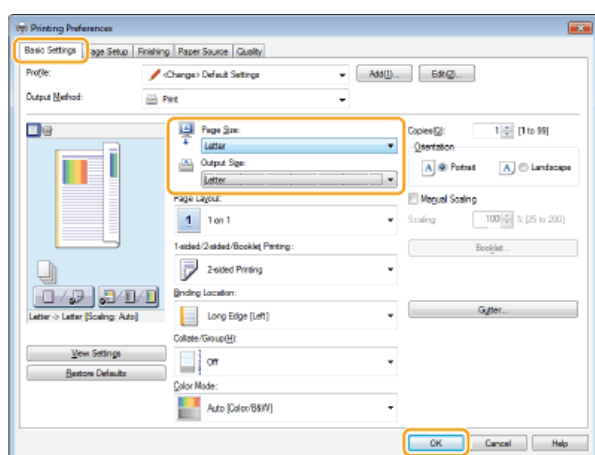 Printing Preferences
Basic Settings Page Setup Finishing Paper Source Quality
Profile: <Change> Default Settings Add(1)... Edit(2)...
Output Method: Print
Page Size: Copies(Q): 1 [1 to 99]
Letter Orientation
Output Size: A Portrait A Landscape
Letter Manual Scaling
Page Layout: Scaling: 100 % [25 to 200]
1 1 on 1
1-sided/2-sided/Booklet Printing: Booklet...
2-sided Printing
Binding Location:
Letter -> Letter [Scaling: Auto] Long Edge [Left] Gutter...
Collate/Group(H):
View Settings Off
Restore Defaults Color Mode:
Auto [Color/B&W]
OK Cancel Help